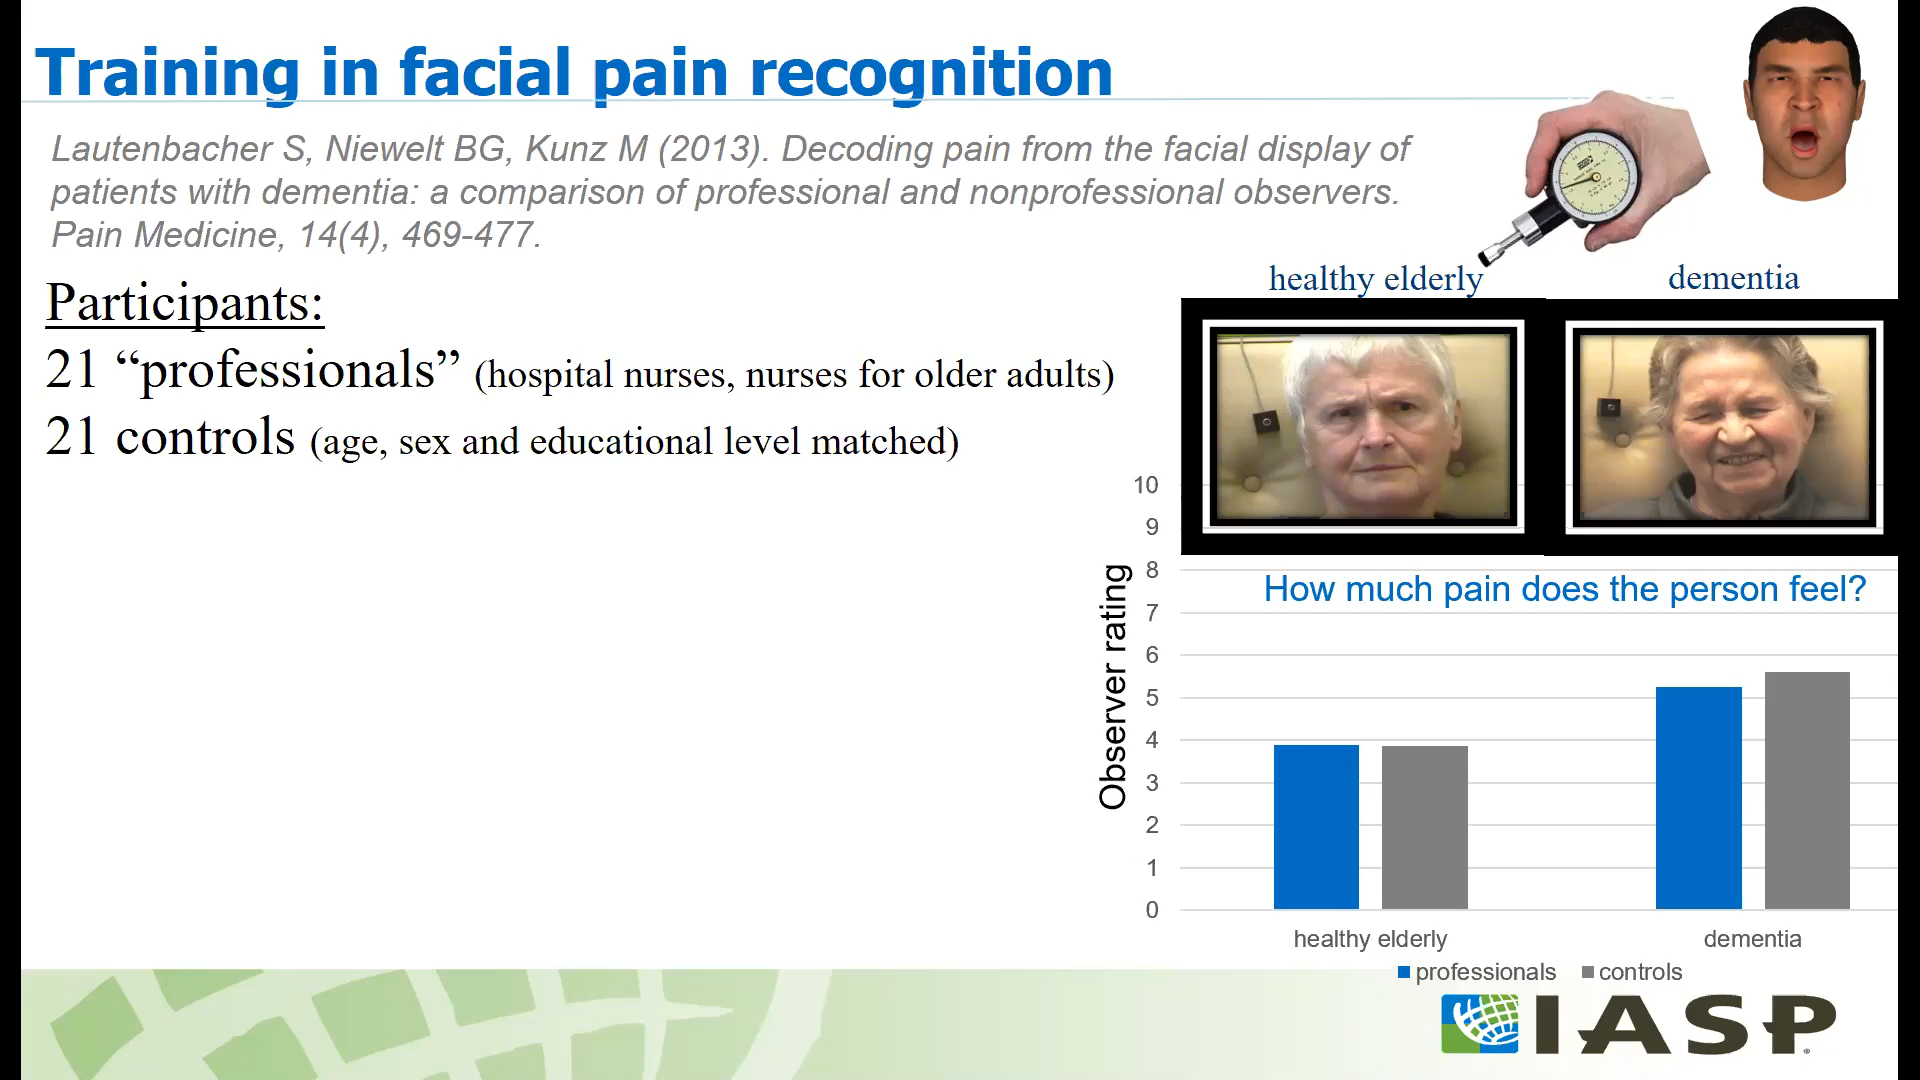 Training in facial pain recognition
Lautenbacher S, Niewelt BG, Kunz M (2013). Decoding pain from the facial display of
patients with dementia: a comparison of professional and nonprofessional observers.
Pain Medicine, 14(4), 469-477.
Participants:
21 “professionals” (hospital nurses, nurses for older adults)
21 controls (age, sex and educational level matched)
healthy elderly
dementia
How much pain does the person feel?
Observer rating
10
9
8
7
6
5
4
3
2
1
0
healthy elderly
dementia
professionals
controls
IASP